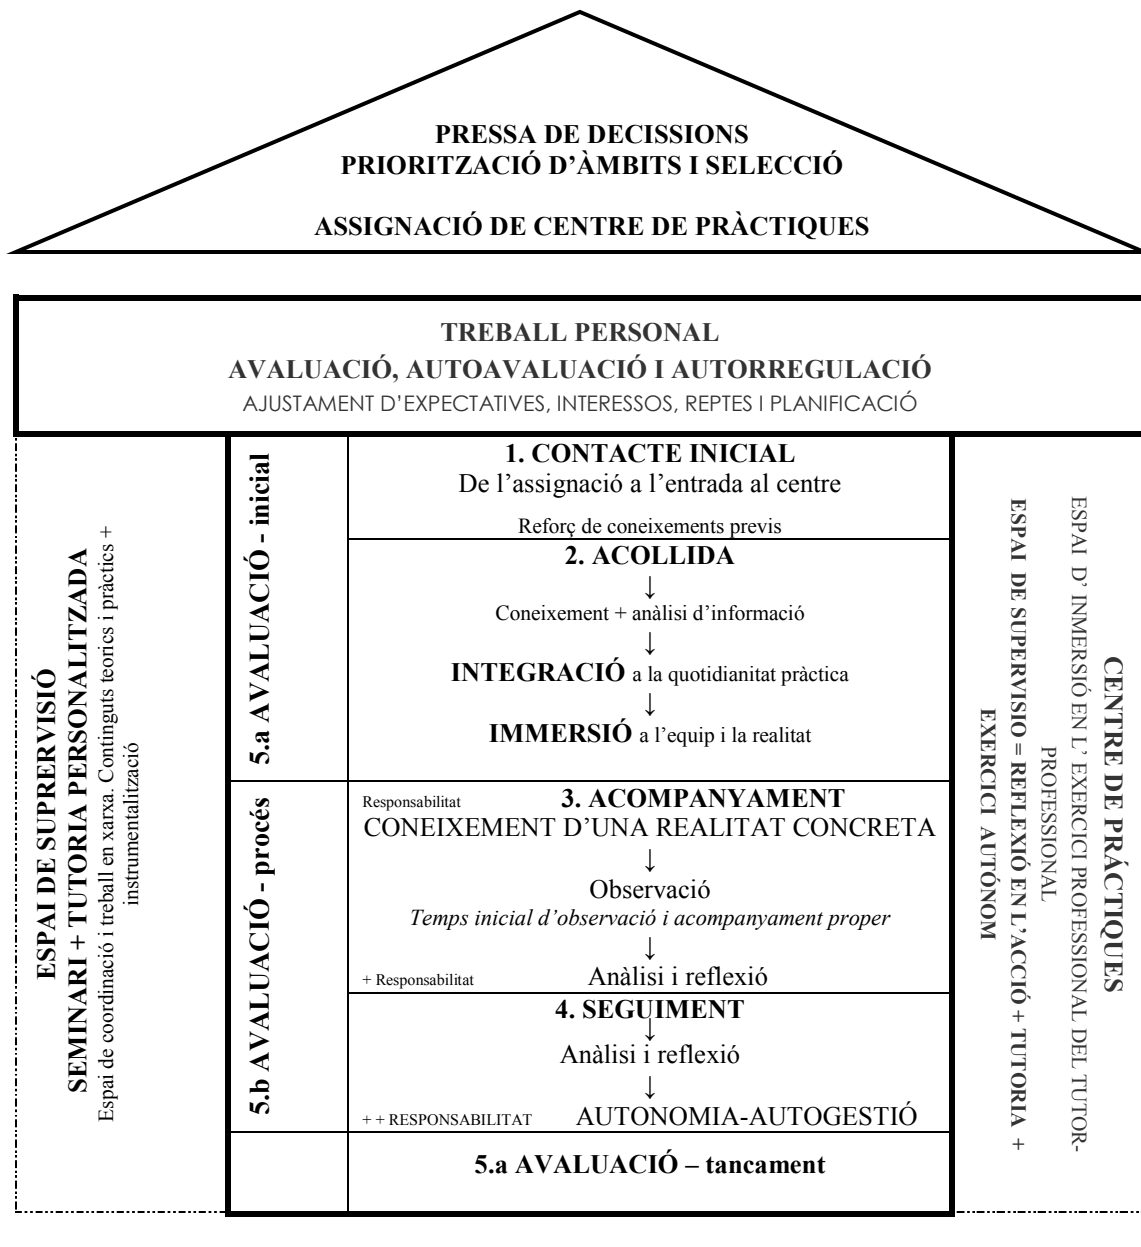 PRESSA DE DECISSIONS
PRIORITZACIÓ D'ÀMBITS I SELECCIÓ
ASSIGNACIÓ DE CENTRE DE PRÀCTIQUES
TREBALL PERSONAL
AVALUACIÓ, AUTOAVALUACIÓ I AUTORREGULACIÓ
AJUSTAMENT D'EXPECTATIVES, INTERESSOS, REPTES I PLANIFICACIÓ
ESPAI DE SUPRERVISIÓ
SEMINARI + TUTORIA PERSONALITZADA
Espai de coordinació i treball en xarxa. Continguts teorics i pràctics +
instrumentalització
5.a AVALUACIÓ - inicial
1. CONTACTE INICIAL
De l'assignació a l'entrada al centre
Reforç de coneixements previs
2. ACOLLIDA
↓
Coneixement + anàlisi d'informació
↓
INTEGRACIÓ a la quotidianitat pràctica
↓
IMMERSIÓ a l'equip i la realitat
5.b AVALUACIÓ - procés
Responsabilitat 3. ACOMPANYAMENT
CONEIXEMENT D'UNA REALITAT CONCRETA
↓
Observació
Temps inicial d'observació i acompanyament proper
↓
+ Responsabilitat Anàlisi i reflexió
4. SEGUIMENT
↓
Anàlisi i reflexió
↓
+ + RESPONSABILITAT AUTONOMIA-AUTOGESTIÓ
5.a AVALUACIÓ – tancament
CENTRE DE PRÁCTIQUES
ESPAI D' INMERSIÓ EN L' EXERCICI PROFESSIONAL DEL TUTOR-
PROFESSIONAL
ESPAI DE SUPERVISIO = REFLEXIÓ EN L'ACCIÓ + TUTORIA +
EXERCICI AUTÓNOM